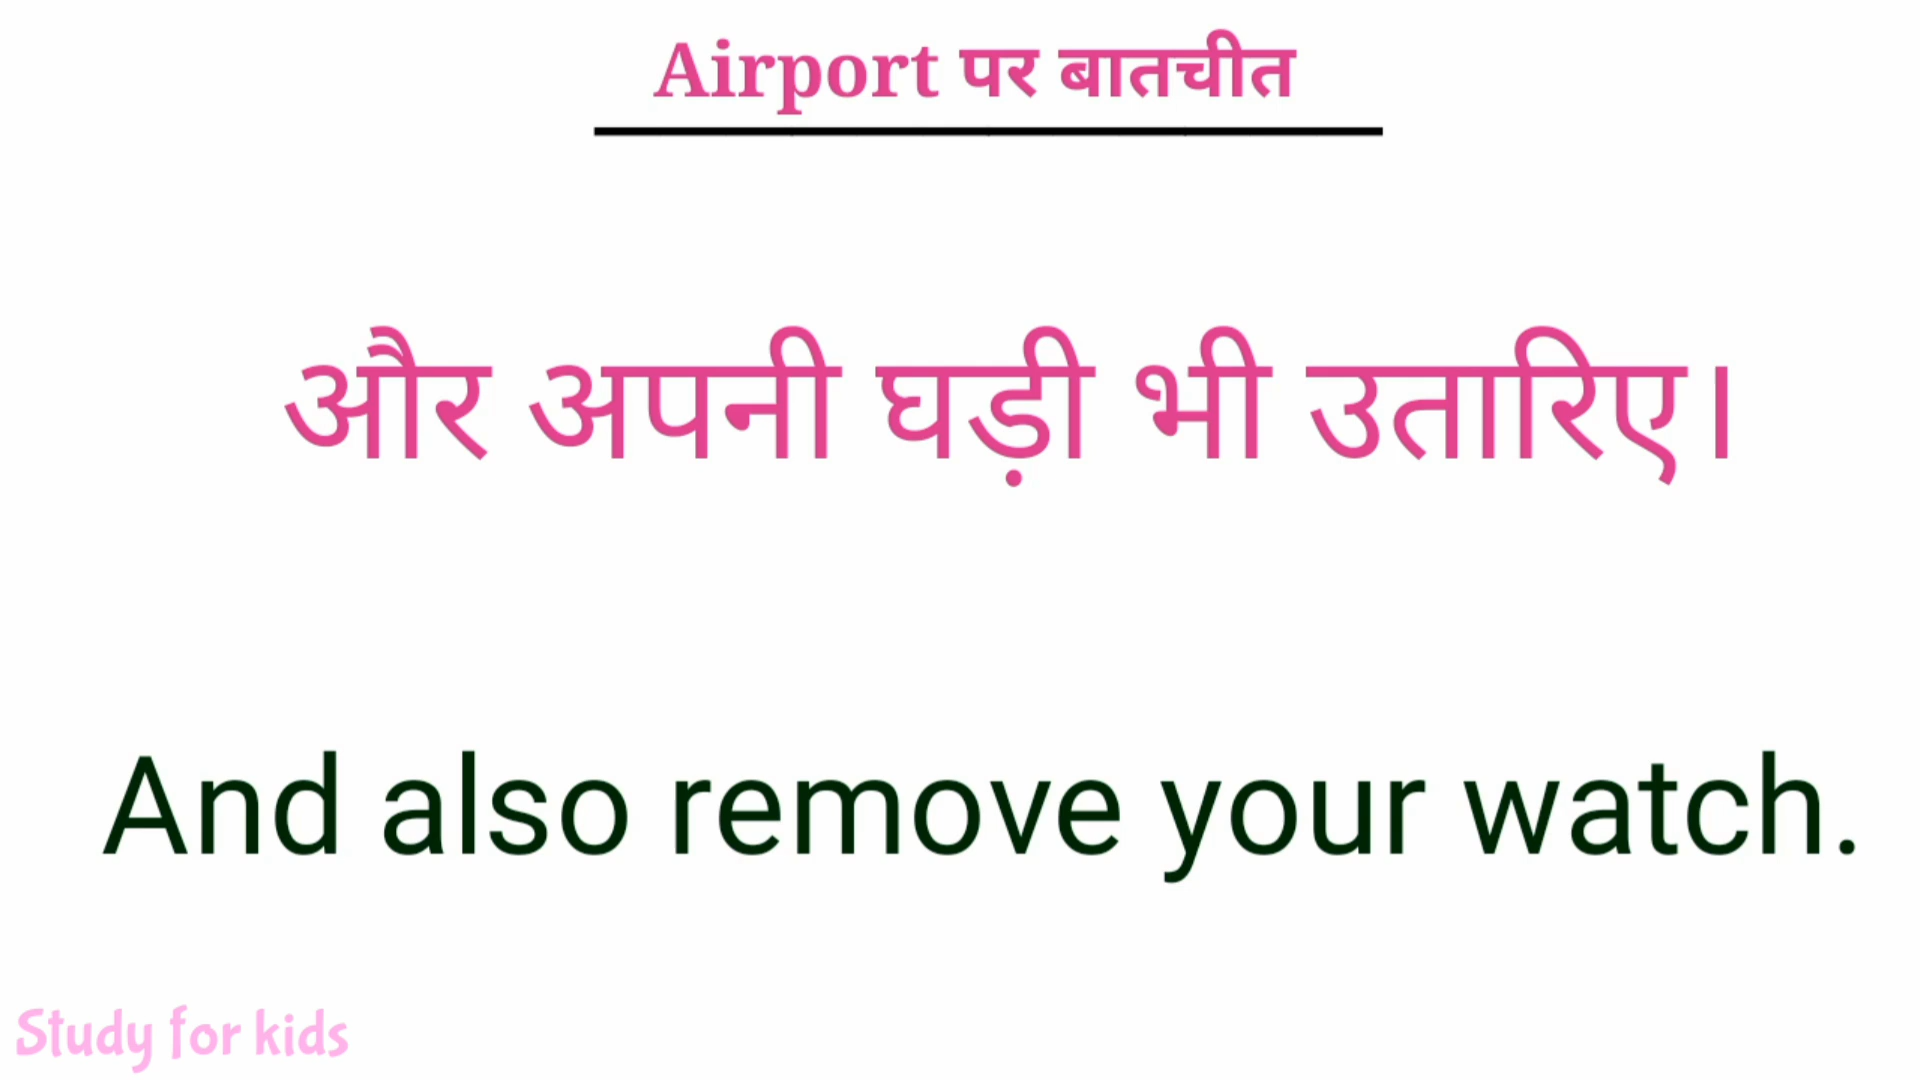 Airport पर बातचीत
और अपनी घड़ी भी उतारिए।
And also remove your watch.
Study for kids